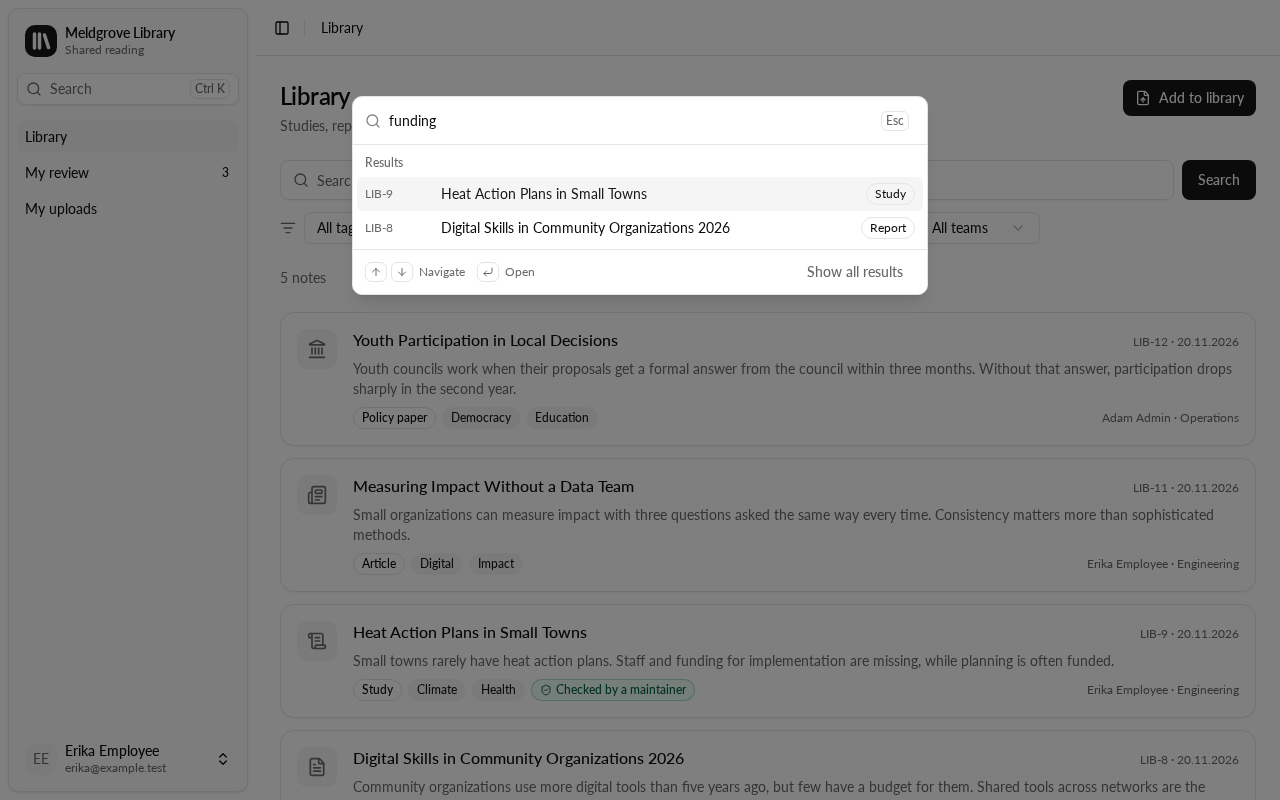 Meldgrove Library
Shared reading
Search
Ctrl K
Library
My review
3
My uploads
EE
Erika Employee
erika@example.test
Library
Library
Add to library
Studies, rep
Search
All teams
5 notes
funding
Esc
Results
LIB-9
Heat Action Plans in Small Towns
Study
LIB-8
Digital Skills in Community Organizations 2026
Report
Navigate
Open
Show all results
Youth Participation in Local Decisions
LIB-12 · 20.11.2026
Youth councils work when their proposals get a formal answer from the council within three months. Without that answer, participation drops
sharply in the second year.
Policy paper
Democracy
Education
Adam Admin · Operations
Measuring Impact Without a Data Team
LIB-11 · 20.11.2026
Small organizations can measure impact with three questions asked the same way every time. Consistency matters more than sophisticated
methods.
Article
Digital
Impact
Erika Employee · Engineering
Heat Action Plans in Small Towns
LIB-9 · 20.11.2026
Small towns rarely have heat action plans. Staff and funding for implementation are missing, while planning is often funded.
Study
Climate
Health
Checked by a maintainer
Erika Employee · Engineering
Digital Skills in Community Organizations 2026
LIB-8 · 20.11.2026
Community organizations use more digital tools than five years ago, but few have a budget for them. Shared tools across networks are the